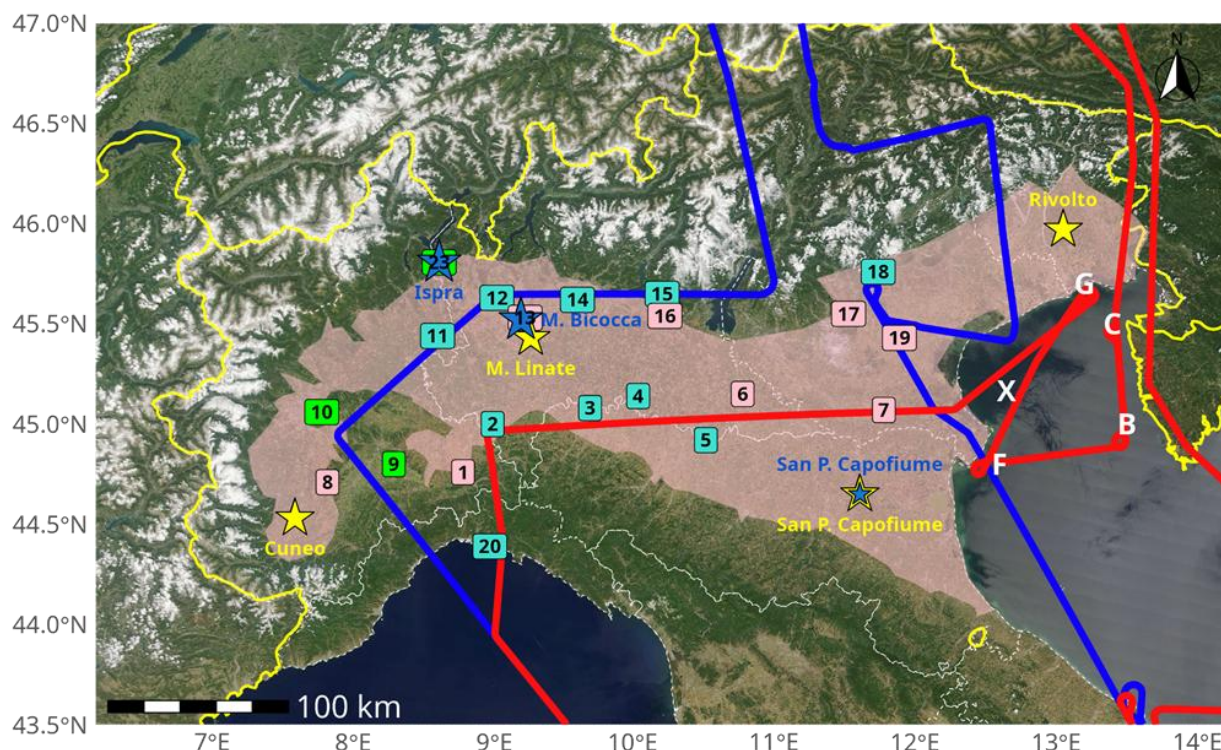 47.0°N
N
46.5°N
46.0°N
Rivolto
23
Ispra
18
G
12
14
15
45.5°N
13
M. Bicocca
16
17
C
11
19
M. Linate
X
10
3
4
6
7
45.0°N
2
B
5
9
1
San P. Capofiume
F
8
44.5°N
San P. Capofiume
Cuneo
20
44.0°N
100 km
43.5°N
7°E
8°E
9°E
10°E
11°E
12°E
13°E
14°E